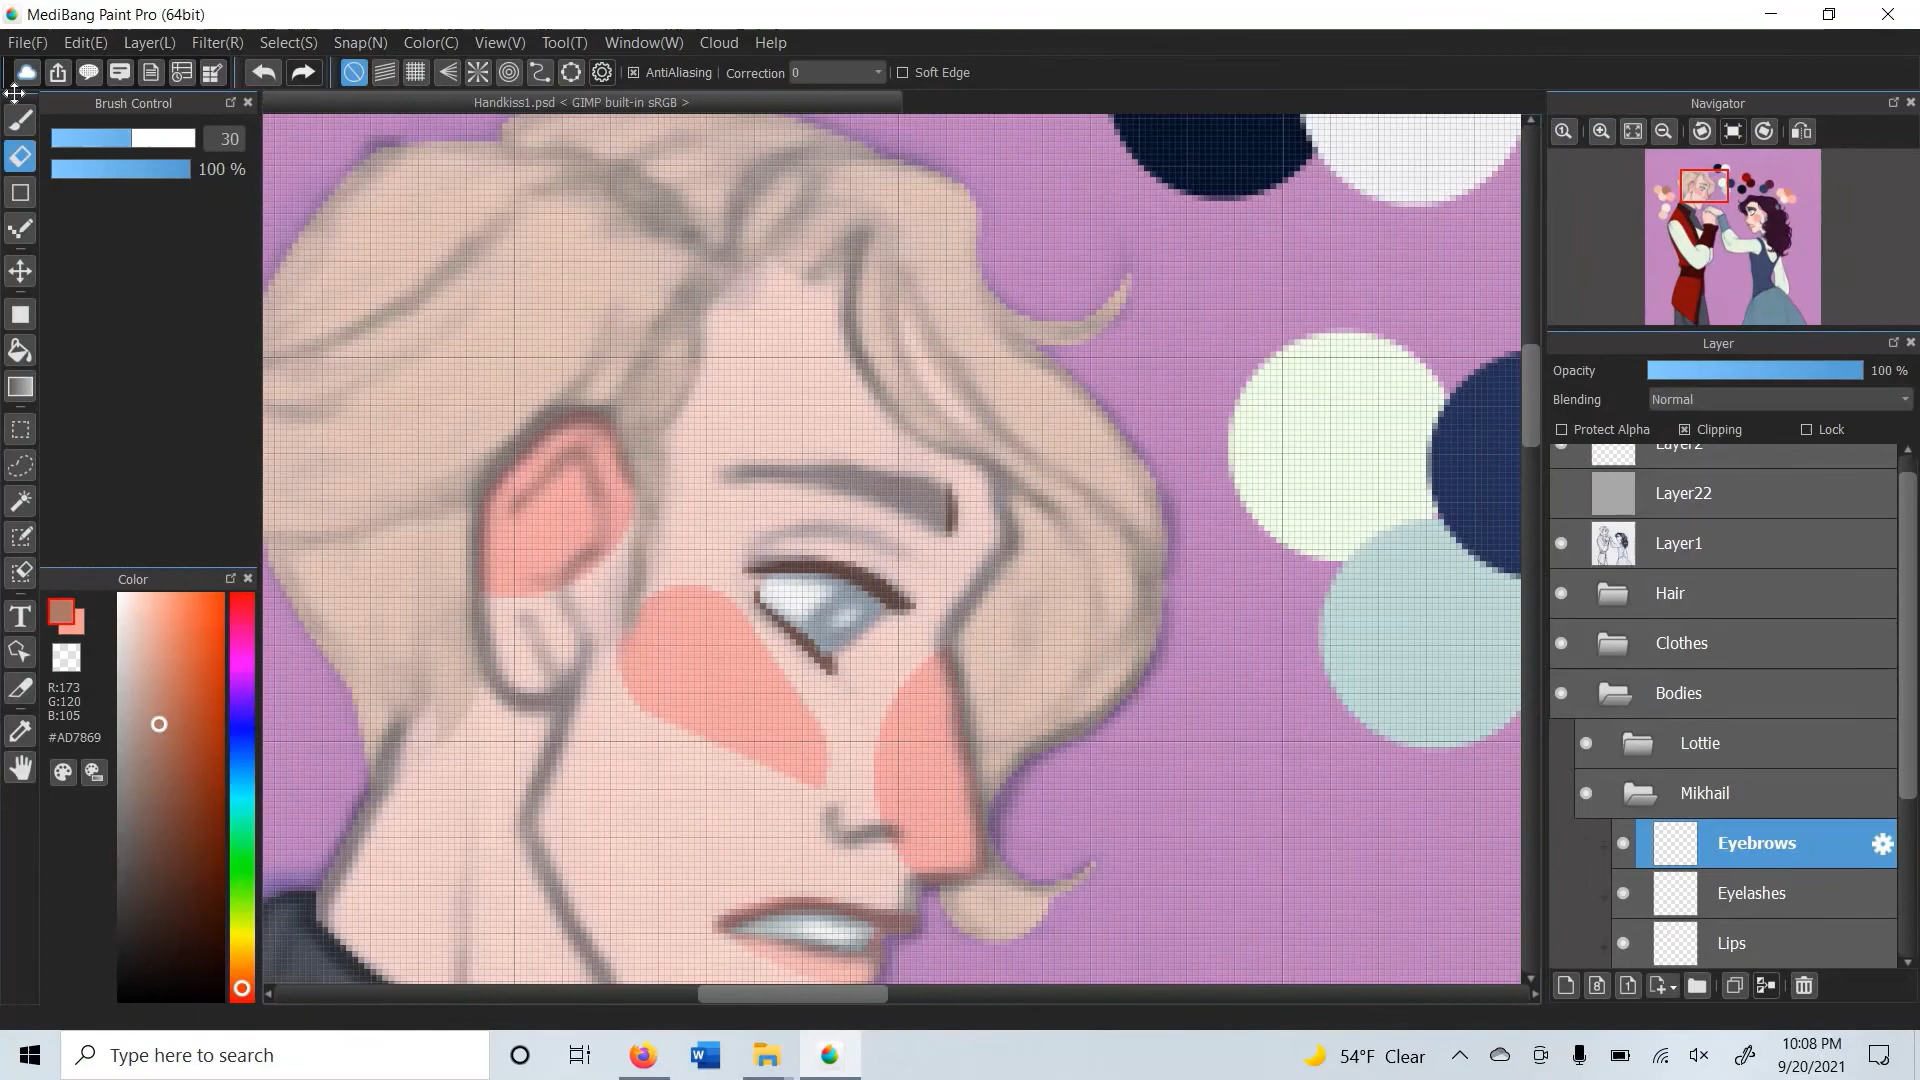 MediBang Paint Pro (64bit)
File(F) Edit(E) Layer(L) Filter(R) Select(S) Snap(N) Color(C) View(V) Tool(T) Window(W) Cloud Help
AntiAliasing Correction 0 Soft Edge
Brush Control
Handkiss1.psd < GIMP built-in sRGB >
Navigator
30
100 %
Layer
Opacity 100 %
Blending Normal
Protect Alpha Clipping Lock
Layer2
Layer22
Layer1
Hair
Clothes
Bodies
Lottie
Mikhail
Eyebrows
Eyelashes
Lips
Color
R:173
G:120
B:105
#AD7869
Type here to search
54°F Clear
10:08 PM
9/20/2021